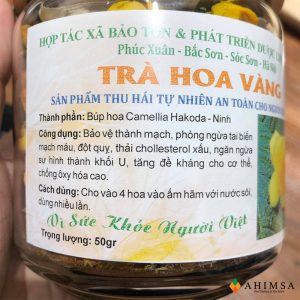 HỢP TÁC XÃ BẢO TỒN & PHÁT TRIỂN DƯỢC
Phúc Xuân - Bắc Sơn - Sóc Sơn - Hà Nội
TRÀ HOA VÀNG
SẢN PHẨM THU HÁI TỰ NHIÊN AN TOÀN CHO
Thành phần: Búp hoa Camellia Hakoda - Ninh
Công dụng: Bảo vệ thành mạch, phòng ngừa tai biến
mạch máu, đột quỵ, thải chollesterol xấu, ngăn ngừa
sự hình thành khối U, tăng đề kháng cho cơ thể,
chống ôxy hóa cao.
Cách dùng: Cho vào 4 hoa vào ấm hãm với nước sôi,
dùng nhiều lần.
Vì Sức Khỏe Người Việt
Trọng lượng: 50gr
AHIMSA